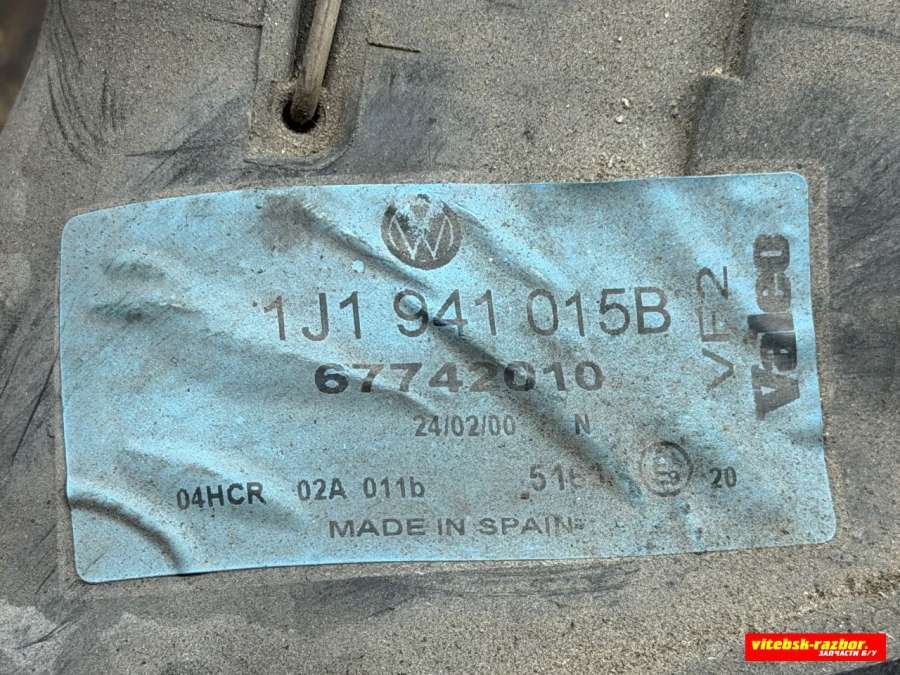 1J1 941 015B
67742010
24/02/00 N
04HCR 02A 011b 20
MADE IN SPAIN
VF2
Valeo
vitebsk-razbor.
ЗАПЧАСТИ Б/У